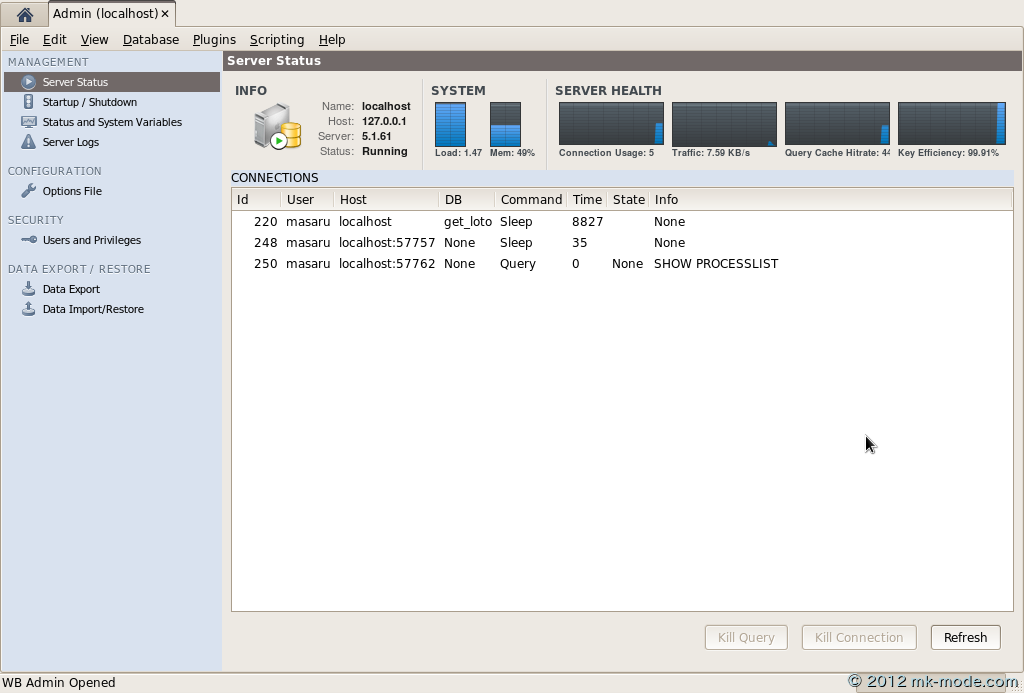 Admin (localhost)
File Edit View Database Plugins Scripting Help
MANAGEMENT
Server Status
Startup / Shutdown
Status and System Variables
Server Logs
CONFIGURATION
Options File
SECURITY
Users and Privileges
DATA EXPORT / RESTORE
Data Export
Data Import/Restore
Server Status
INFO
Name: localhost
Host: 127.0.0.1
Server: 5.1.61
Status: Running
SYSTEM
Load: 1.47 Mem: 49%
SERVER HEALTH
Connection Usage: 5 Traffic: 7.59 KB/s Query Cache Hitrate: 44 Key Efficiency: 99.91%
CONNECTIONS
Id User Host DB Command Time State Info
220 masaru localhost get_loto Sleep 8827 None
248 masaru localhost:57757 None Sleep 35 None
250 masaru localhost:57762 None Query 0 None SHOW PROCESSLIST
Kill Query Kill Connection Refresh
WB Admin Opened
© 2012 mk-mode.com